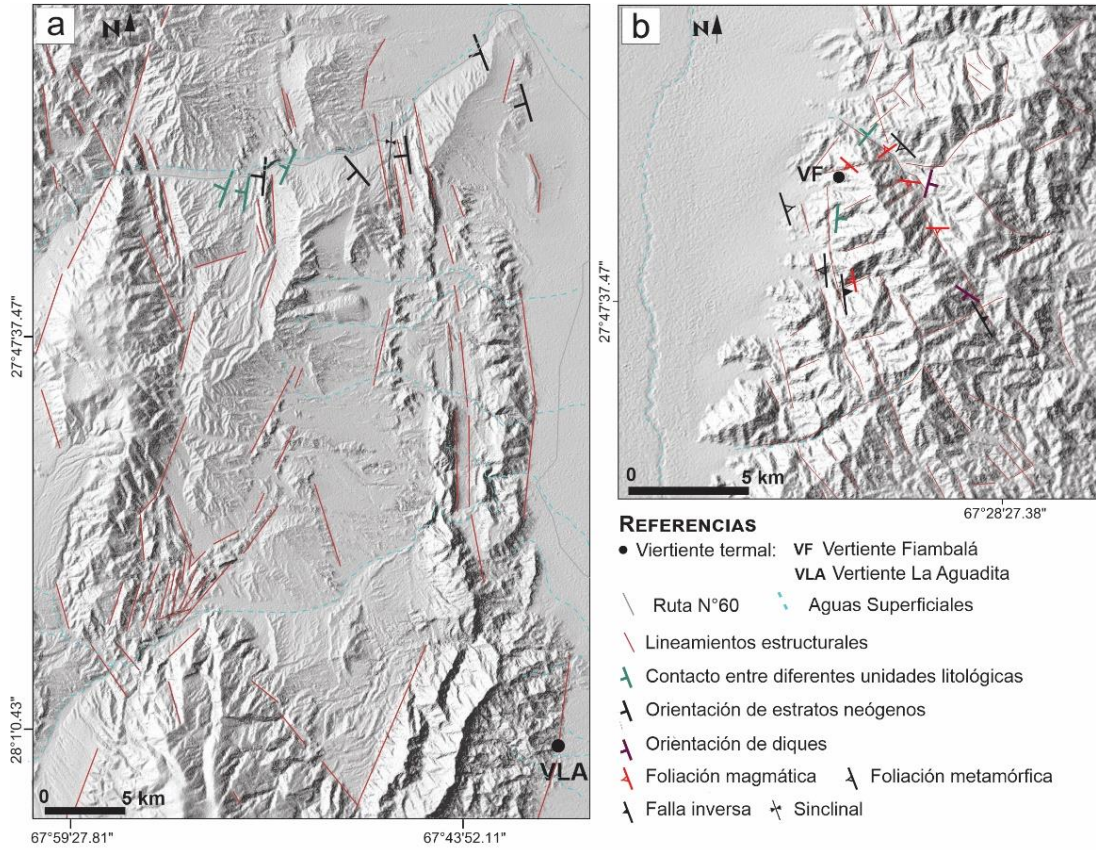 a
N
b
N
VF
27°47'37.47"
27°47'37.47"
0
5 km
67°28'27.38"
28°1'0.43"
VLA
0
5 km
67°59'27.81"
67°43'52.11"
REFERENCIAS
Viertiente termal: VF Vertiente Fiambalá
VLA Vertiente La Aguadita
Ruta N°60 Aguas Superficiales
Lineamientos estructurales
Contacto entre diferentes unidades litológicas
Orientación de estratos neógenos
Orientación de diques
Foliación magmática Foliación metamórfica
Falla inversa Sinclinal